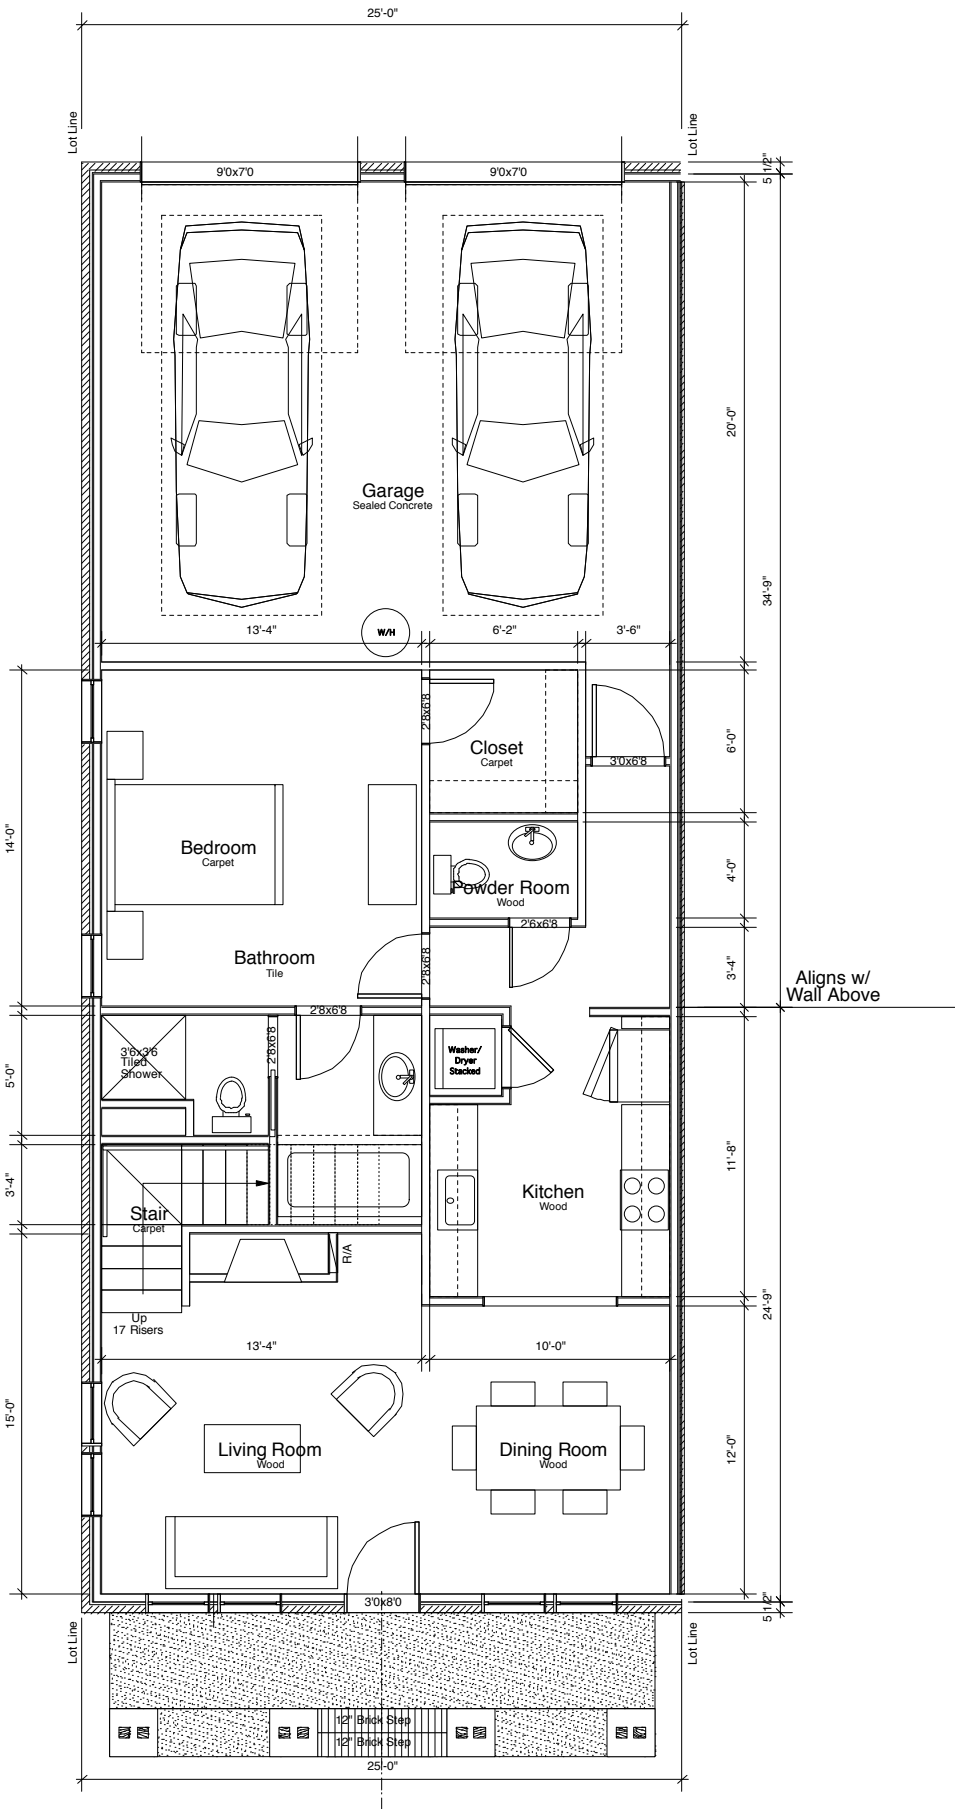 25'-0"
Lot Line
Lot Line
9'0x7'0
9'0x7'0
5 1/2"
20'-0"
Garage
Sealed Concrete
34'-9"
13'-4"
W/H
6'-2"
3'-6"
2'8x6'8
Closet
Carpet
3'0x6'8
6'-0"
14'-0"
Bedroom
Carpet
Powder Room
Wood
4'-0"
2'6x6'8
Bathroom
Tile
2'8x6'8
3'-4"
Aligns w/
Wall Above
2'8x6'8
3'6x3'6
Tiled
Shower
2'8x6'8
Washer/
Dryer
Stacked
5'-0"
11'-8"
3'-4"
Stair
Carpet
Kitchen
Wood
R/A
Up
17 Risers
24'-9"
13'-4"
10'-0"
15'-0"
Living Room
Wood
Dining Room
Wood
12'-0"
3'0x8'0
5 1/2"
Lot Line
Lot Line
12" Brick Step
12" Brick Step
25'-0"